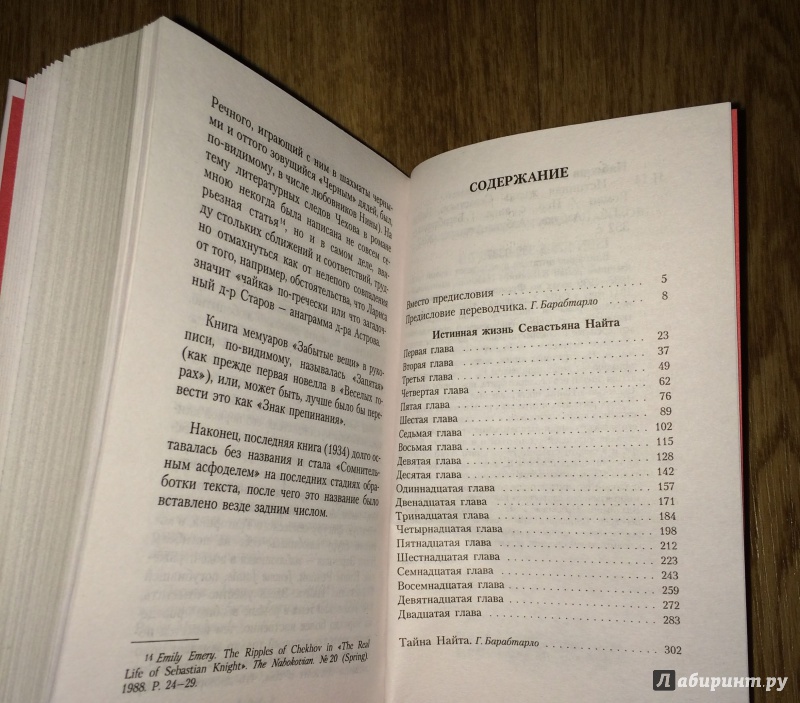 Речного, играющий с ним в шахматы черны-
ми и оттого зовущийся «Черным» дядей, был,
по-видимому, в числе любовников Нины). На
тему литературных следов Чехова в романе
мною некогда была написана не совсем се-
рьезная статья14, но и в самом деле, вви-
ду стольких сближений и соответствий, труд-
но отмахнуться как от нелепого совпадения
от того, например, обстоятельства, что Лариса
значит «чайка» по-гречески или что загалоч-
ный д-р Старов — анаграмма д-ра Астрова.
Книга мемуаров «Забытые вещи» в руко-
писи, по-видимому, называлась «Запятая»
(как прежде первая новелла в «Веселых го-
рах»), или, может быть, лучше было бы пере-
вести это как «Знак препинания».
Наконец, последняя книга (1934) долго ос-
тавалась без названия и стала «Сомнитель-
ным асфоделем» на последних стадиях обра-
ботки текста, после чего это название было
вставлено везде задним числом.
14 Emily Emery. The Ripples of Chekhov in «The Real
Life of Sebastian Knight». The Nabokovian. № 20 (Spring).
1988. P. 24—29.
СОДЕРЖАНИЕ
Вместо предисловия 5
Предисловие переводчика. Г. Барабтарло 8
Истинная жизнь Севастьяна Найта
Первая глава 23
Вторая глава 37
Третья глава 49
Четвертая глава 62
Пятая глава 76
Шестая глава 89
Седьмая глава 102
Восьмая глава 115
Девятая глава 128
Десятая глава 142
Одиннадцатая глава 157
Двенадцатая глава 171
Тринадцатая глава 184
Четырнадцатая глава 198
Пятнадцатая глава 212
Шестнадцатая глава 223
Семнадцатая глава 243
Восемнадцатая глава 259
Девятнадцатая глава 272
Двадцатая глава 283
Тайна Найта. Г. Барабтарло 302
Лабиринт.ру